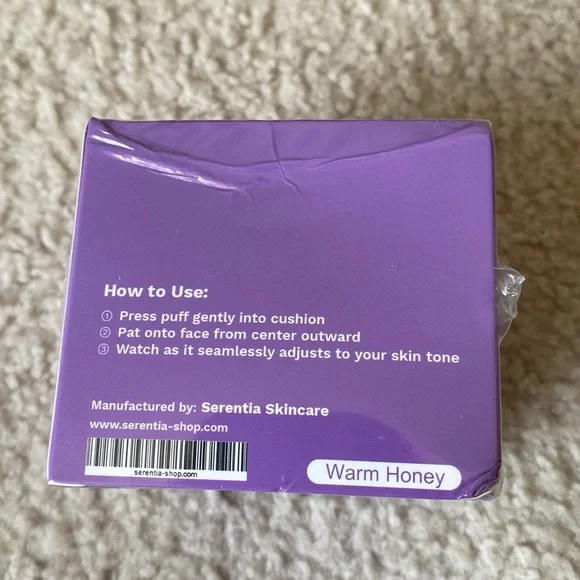 How to Use:
① Press puff gently into cushion
② Pat onto face from center outward
③ Watch as it seamlessly adjusts to your skin tone
Manufactured by: Serentia Skincare
www.serentia-shop.com
serentia-shop.com
Warm Honey